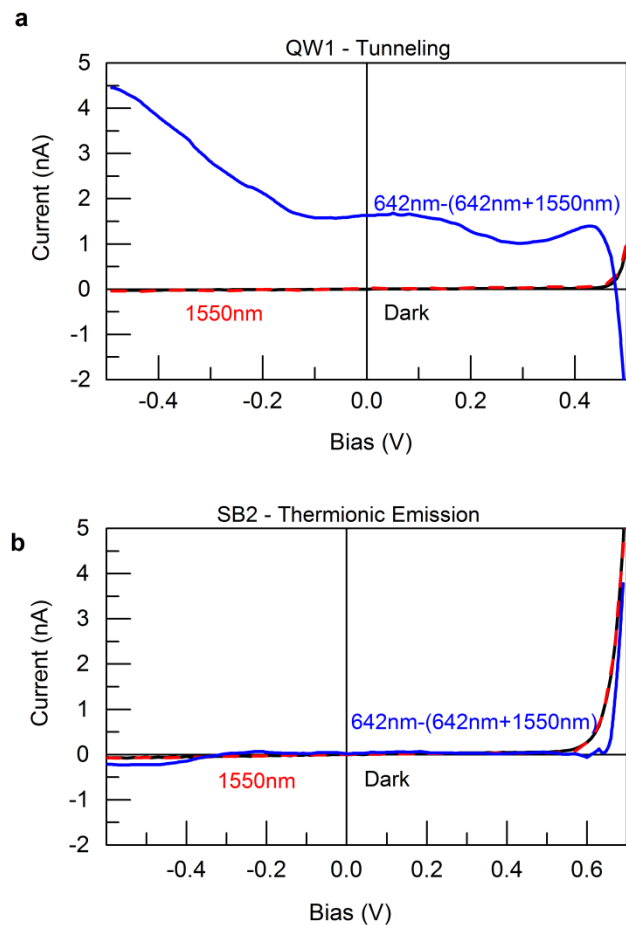 a
QW1 - Tunneling
5
4
3
2
1
0
-1
-2
Current (nA)
642nm-(642nm+1550nm)
1550nm
Dark
-0.4
-0.2
0.0
0.2
0.4
Bias (V)
b
SB2 - Thermionic Emission
5
4
3
2
1
0
-1
-2
Current (nA)
642nm-(642nm+1550nm)
1550nm
Dark
-0.4
-0.2
0.0
0.2
0.4
0.6
Bias (V)